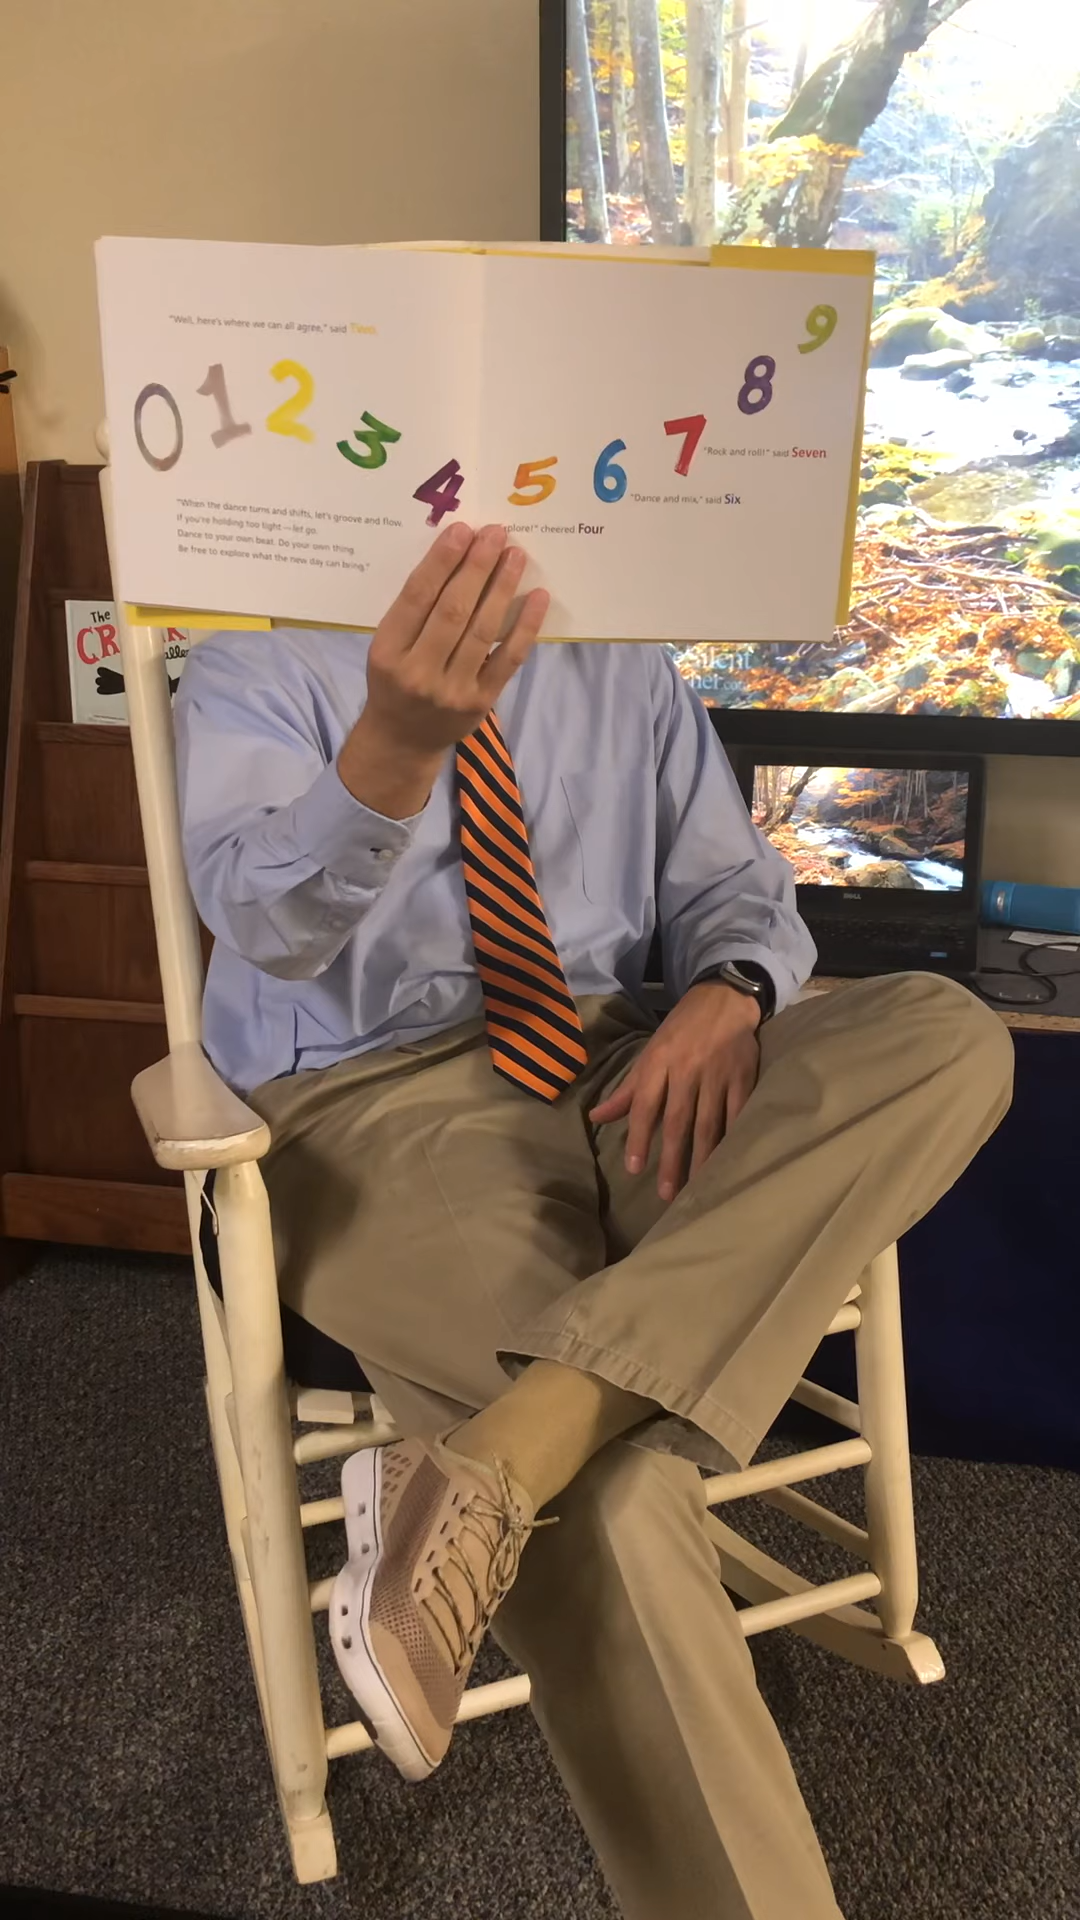 "Well, here's where we can all agree," said Two.
0 1 2 3 4 5 6 7 8 9
"Rock and roll!" said Seven
"Dance and mix," said Six
plore!" cheered Four
"When the dance turns and shifts, let's groove and flow.
If you're holding too tight—let go.
Dance to your own beat. Do your own thing.
Be free to explore what the new day can bring."
The
CR
DELL